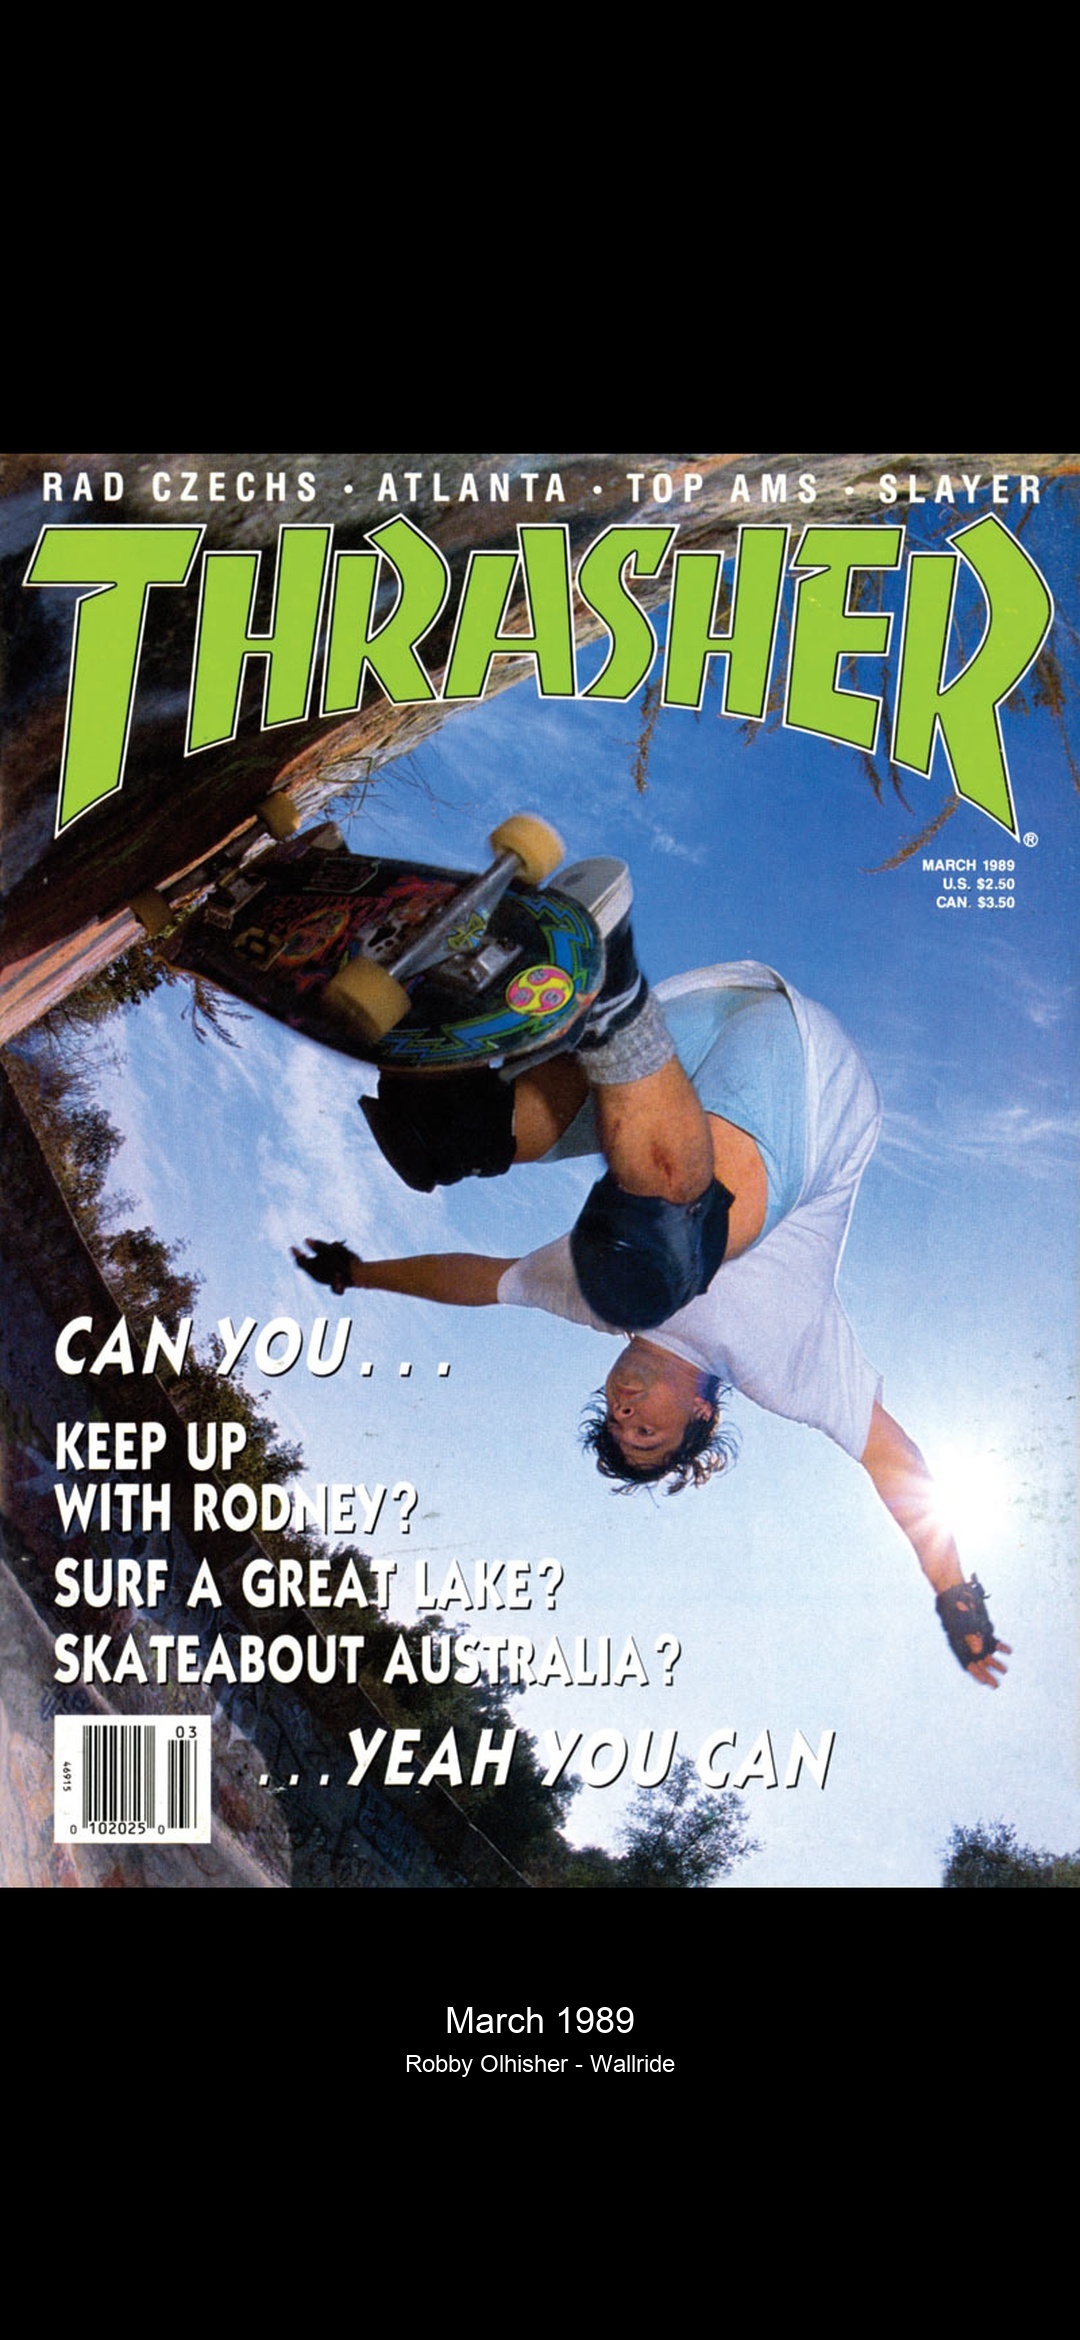 RAD CZECHS • ATLANTA • TOP AMS • SLAYER
THRASHER®
MARCH 1989
U.S. $2.50
CAN. $3.50
CAN YOU...
KEEP UP
WITH RODNEY?
SURF A GREAT LAKE?
SKATEABOUT AUSTRALIA?
...YEAH YOU CAN
03
46915
0 102025 0
March 1989
Robby Olhisher - Wallride